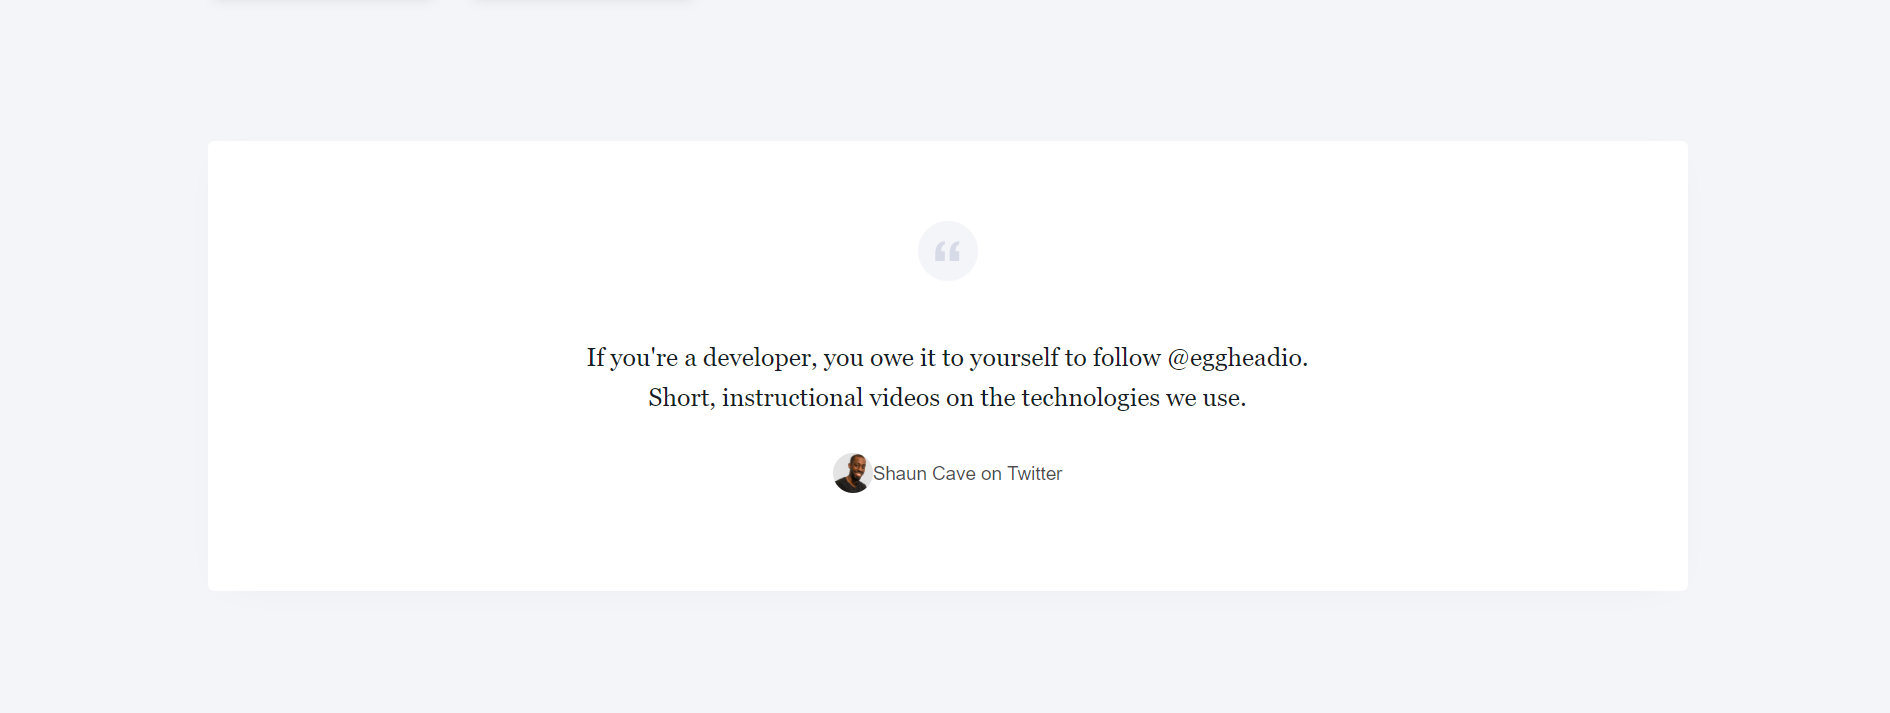 “
If you're a developer, you owe it to yourself to follow @eggheadio.
Short, instructional videos on the technologies we use.
Shaun Cave on Twitter